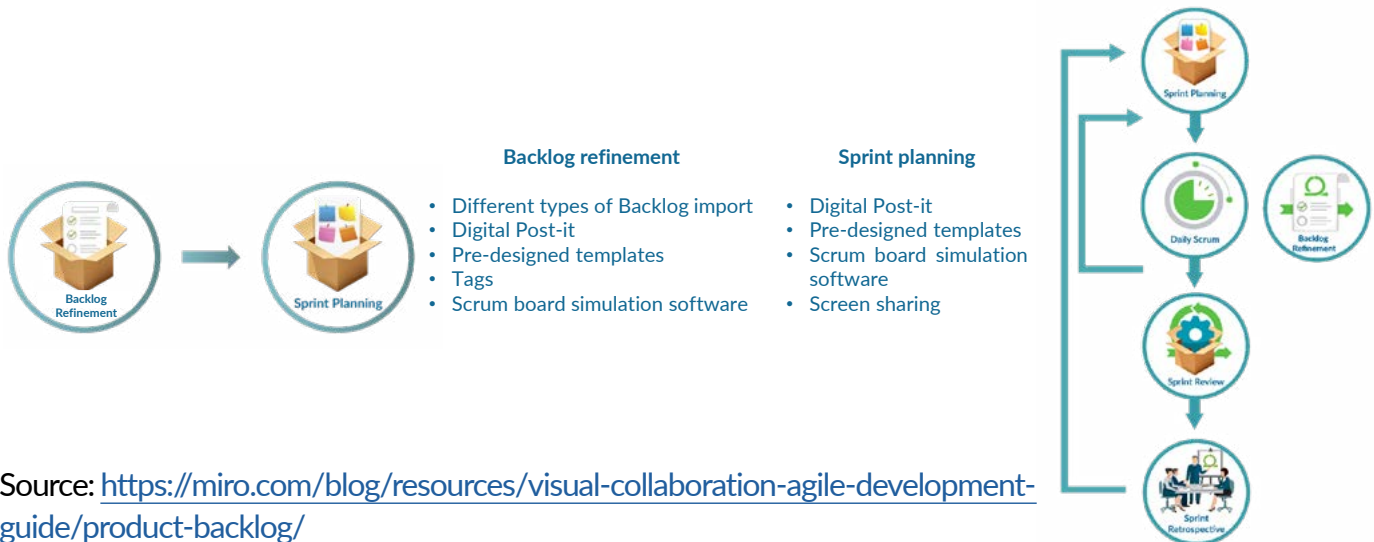 Backlog
Refinement
Sprint Planning
Backlog refinement
• Different types of Backlog import
• Digital Post-it
• Pre-designed templates
• Tags
• Scrum board simulation software
Sprint planning
• Digital Post-it
• Pre-designed templates
• Scrum board simulation
software
• Screen sharing
Sprint Planning
Daily Scrum
Backlog
Refinement
Sprint Review
Sprint
Retrospective
Source: https://miro.com/blog/resources/visual-collaboration-agile-development-
guide/product-backlog/